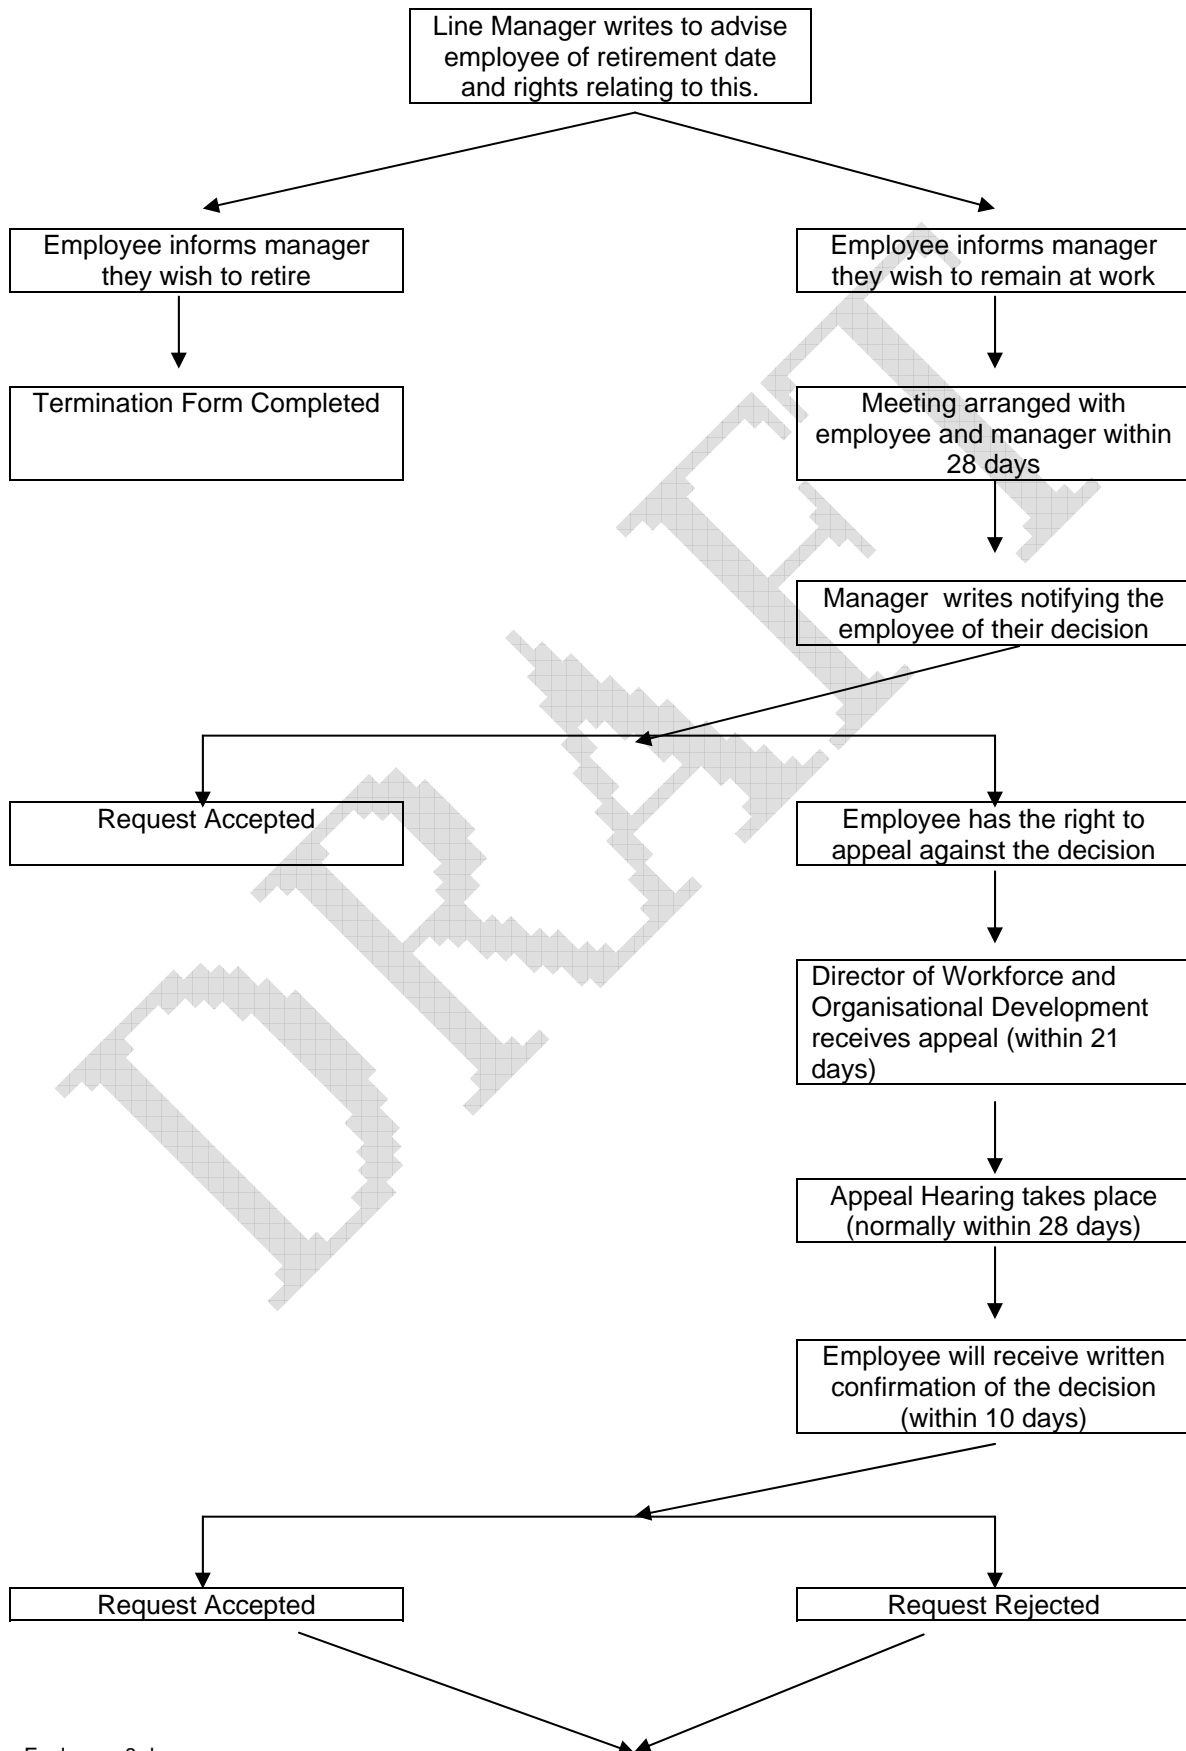 Line Manager writes to advise
employee of retirement date
and rights relating to this.
Employee informs manager
they wish to retire
Employee informs manager
they wish to remain at work
Termination Form Completed
Meeting arranged with
employee and manager within
28 days
Manager writes notifying the
employee of their decision
Request Accepted
Employee has the right to
appeal against the decision
Director of Workforce and
Organisational Development
receives appeal (within 21
days)
Appeal Hearing takes place
(normally within 28 days)
Employee will receive written
confirmation of the decision
(within 10 days)
Request Accepted
Request Rejected
DRAFT